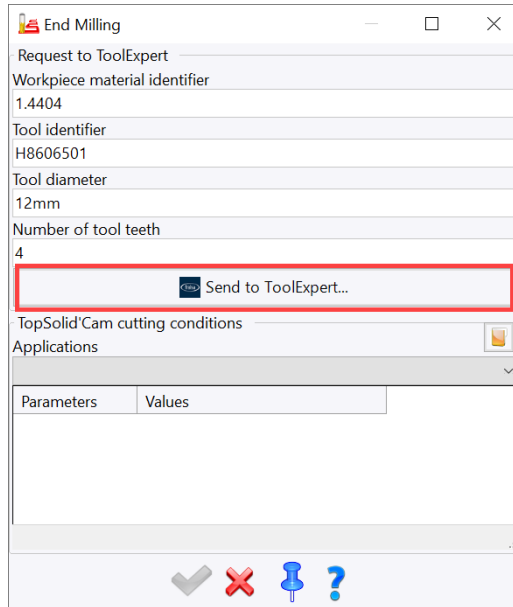 End Milling
Request to ToolExpert
Workpiece material identifier
1.4404
Tool identifier
H8606501
Tool diameter
12mm
Number of tool teeth
4
Send to ToolExpert...
TopSolid'Cam cutting conditions
Applications
Parameters Values